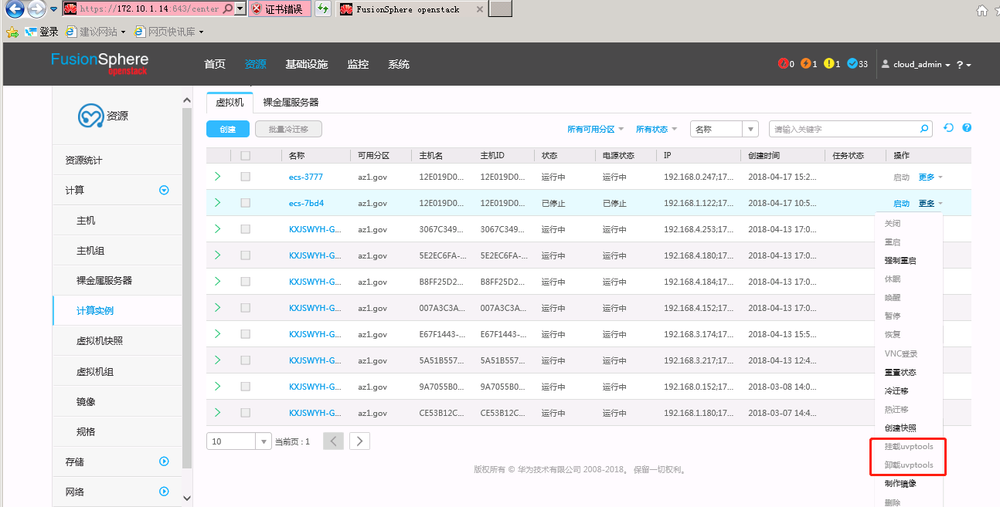 https://172.10.1.14:643/center 证书错误 FusionSphere openstack
登录 建议网站 网页快讯库
FusionSphere openstack 首页 资源 基础设施 监控 系统 0 1 1 33 cloud_admin ?
资源
资源统计
计算
主机
主机组
裸金属服务器
计算实例
虚拟机快照
虚拟机组
镜像
规格
存储
网络
虚拟机 裸金属服务器
创建 批量冷迁移 所有可用分区 所有状态 名称 请输入关键字
名称 可用分区 主机名 主机ID 状态 电源状态 IP 创建时间 任务状态 操作
ecs-3777 az1.gov 12E019D0... 12E019D0... 运行中 运行中 192.168.0.247;17... 2018-04-17 15:2... 启动 更多
ecs-7bd4 az1.gov 12E019D0... 12E019D0... 已停止 已停止 192.168.1.122;17... 2018-04-17 10:5... 启动 更多
KXJSWYH-G... az1.gov 3067C349... 3067C349... 运行中 运行中 192.168.4.253;17... 2018-04-13 17:0...
KXJSWYH-G... az1.gov 5E2EC6FA-... 5E2EC6FA-... 运行中 运行中 192.168.4.180;17... 2018-04-13 17:0...
KXJSWYH-G... az1.gov B8FF25D2... B8FF25D2... 运行中 运行中 192.168.4.184;17... 2018-04-13 17:0...
KXJSWYH-G... az1.gov 007A3C3A... 007A3C3A... 运行中 运行中 192.168.4.152;17... 2018-04-13 17:0...
KXJSWYH-G... az1.gov E67F1443-... E67F1443-... 运行中 运行中 192.168.3.174;17... 2018-04-13 15:5...
KXJSWYH-G... az1.gov 5A51B557... 5A51B557... 运行中 运行中 192.168.3.217;17... 2018-04-13 12:4...
KXJSWYH-G... az1.gov 9A7055B0... 9A7055B0... 运行中 运行中 192.168.0.152;17... 2018-03-08 14:0...
KXJSWYH-G... az1.gov CE53B12C... CE53B12C... 运行中 运行中 192.168.1.180;17... 2018-03-07 14:4...
关闭
重启
强制重启
休眠
唤醒
暂停
恢复
VNC登录
重置状态
冷迁移
热迁移
创建快照
挂载uvptools
卸载uvptools
制作镜像
删除
10 当前页 : 1
版权所有 © 华为技术有限公司 2008-2018。 保留一切权利。